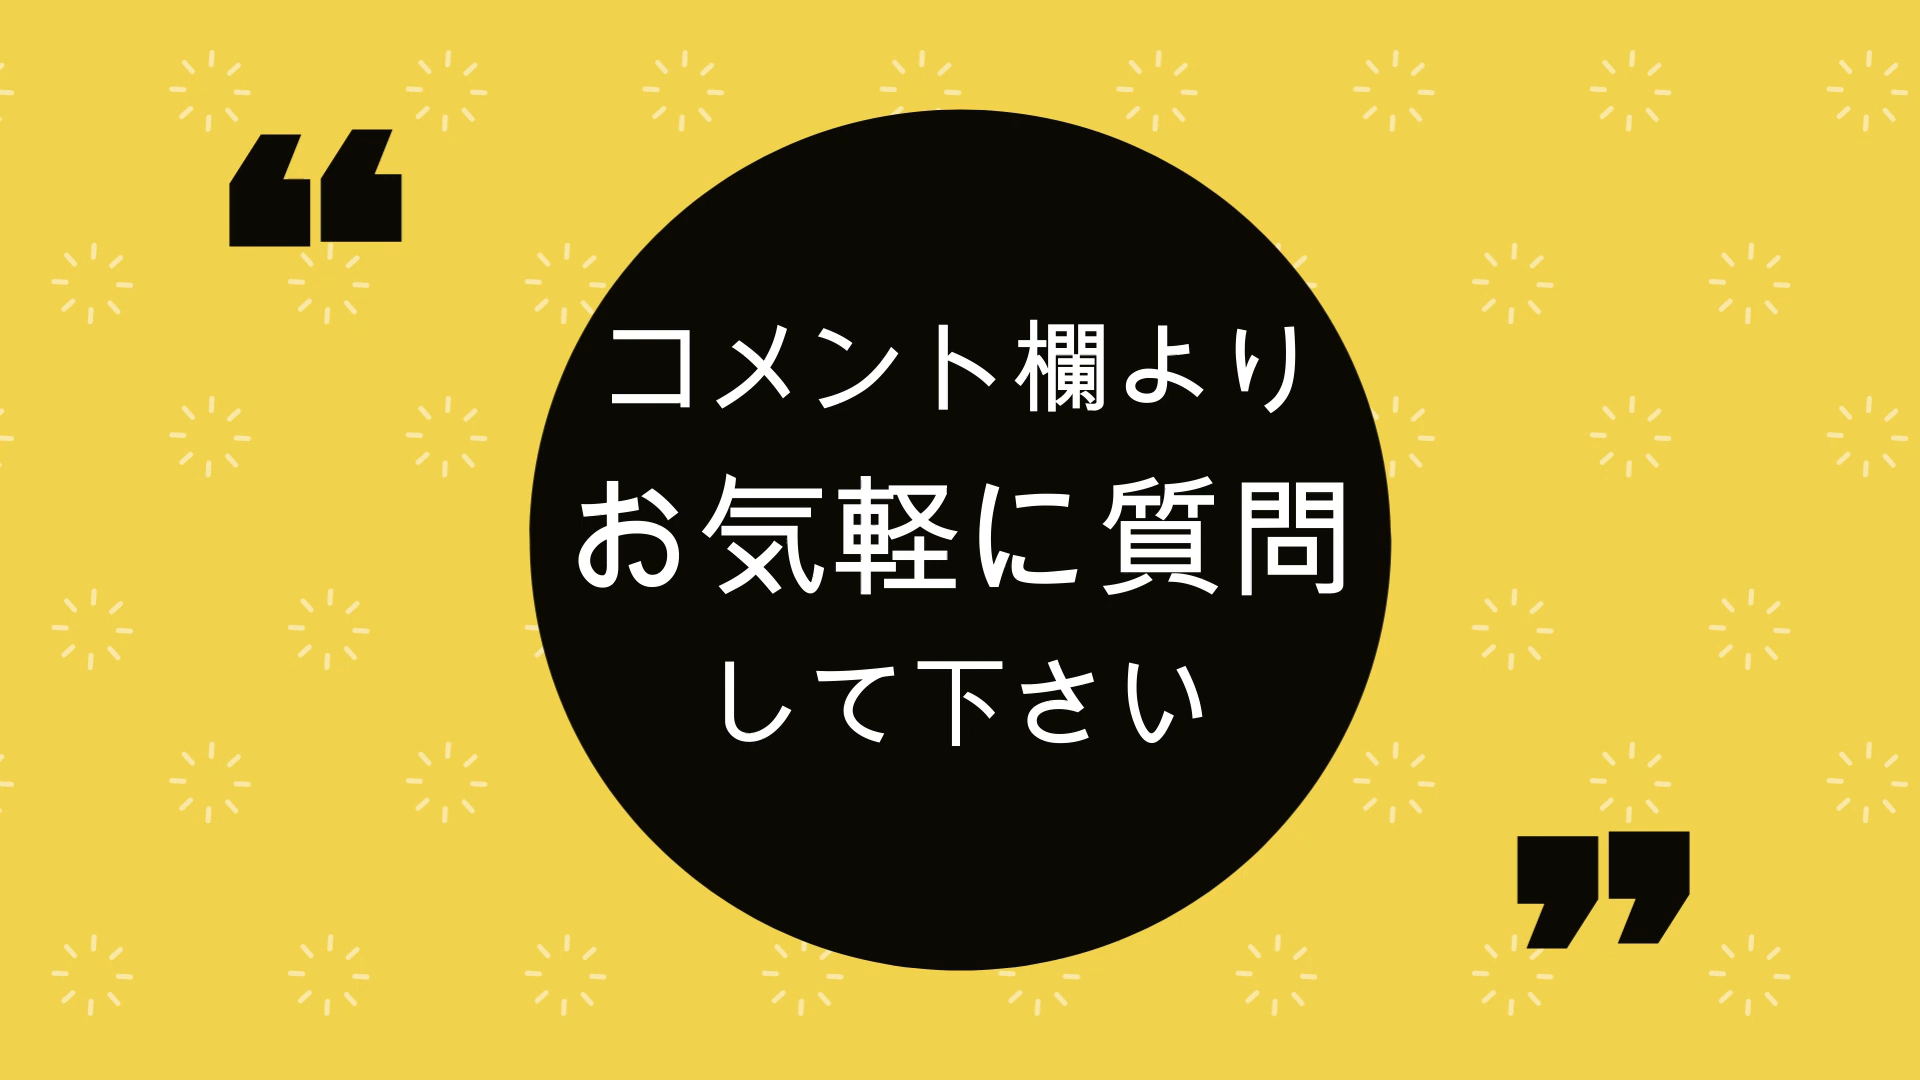 “
コメント欄より
お気軽に質問
して下さい
”